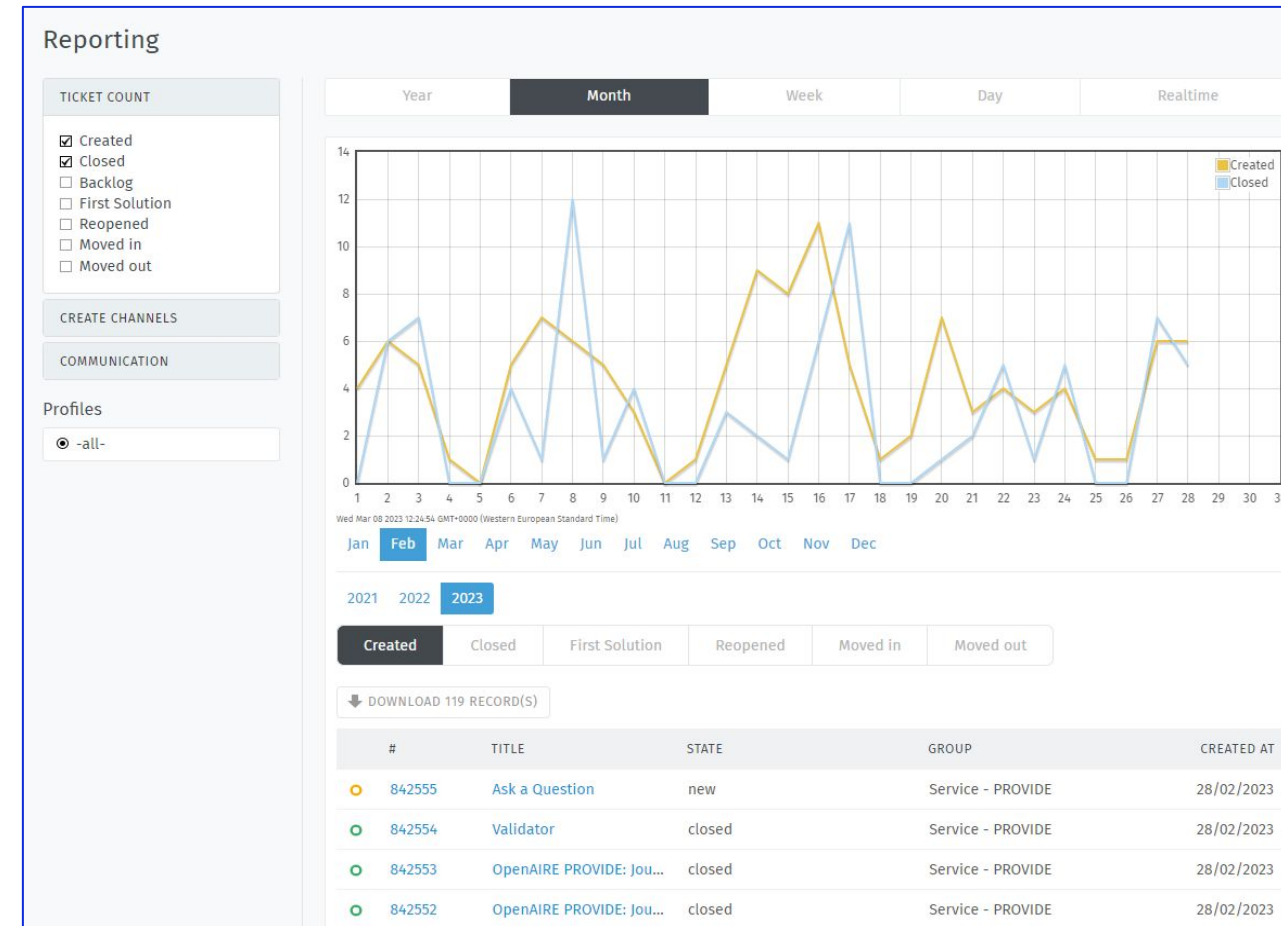 Reporting
TICKET COUNT
Created
Closed
Backlog
First Solution
Reopened
Moved in
Moved out
CREATE CHANNELS
COMMUNICATION
Profiles
-all-
Year Month Week Day Realtime
14
12
10
8
6
4
2
0
Created
Closed
1 2 3 4 5 6 7 8 9 10 11 12 13 14 15 16 17 18 19 20 21 22 23 24 25 26 27 28 29 30
Wed Mar 08 2023 12:24:54 GMT+0000 (Western European Standard Time)
Jan Feb Mar Apr May Jun Jul Aug Sep Oct Nov Dec
2021 2022 2023
Created Closed First Solution Reopened Moved in Moved out
DOWNLOAD 119 RECORD(S)
# TITLE STATE GROUP CREATED AT
842555 Ask a Question new Service - PROVIDE 28/02/2023
842554 Validator closed Service - PROVIDE 28/02/2023
842553 OpenAIRE PROVIDE: Jou... closed Service - PROVIDE 28/02/2023
842552 OpenAIRE PROVIDE: Jou... closed Service - PROVIDE 28/02/2023